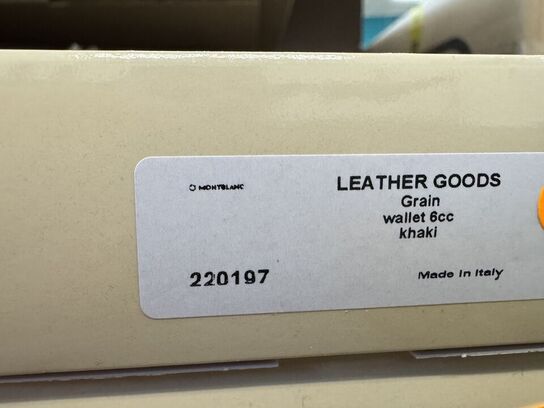 MONTBLANC
LEATHER GOODS
Grain
wallet 6cc
khaki
220197
Made in Italy